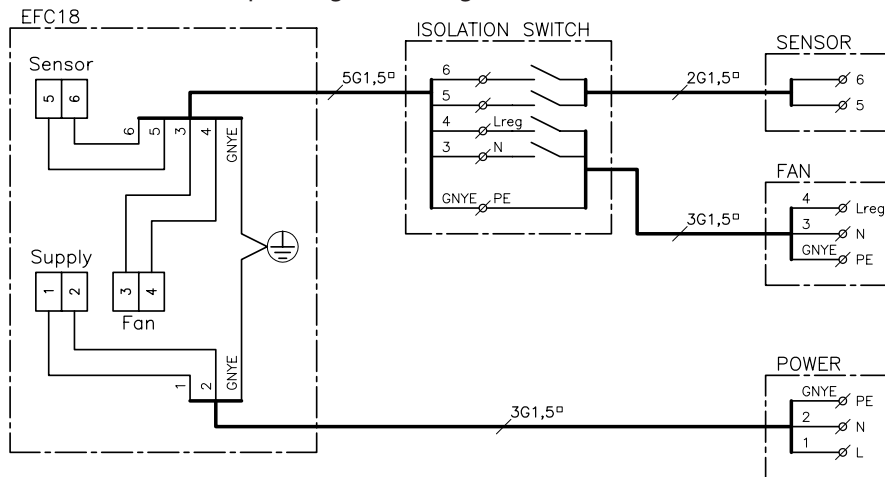 EFC18
Sensor
5 6
6 5 3 4 GNYE
Supply
1 2
3 4
Fan
1 2 GNYE
5G1,5▫
ISOLATION SWITCH
6
5
4 Lreg
3 N
GNYE PE
2G1,5▫
SENSOR
6
5
3G1,5▫
FAN
4 Lreg
3 N
GNYE PE
3G1,5▫
POWER
GNYE PE
2 N
1 L